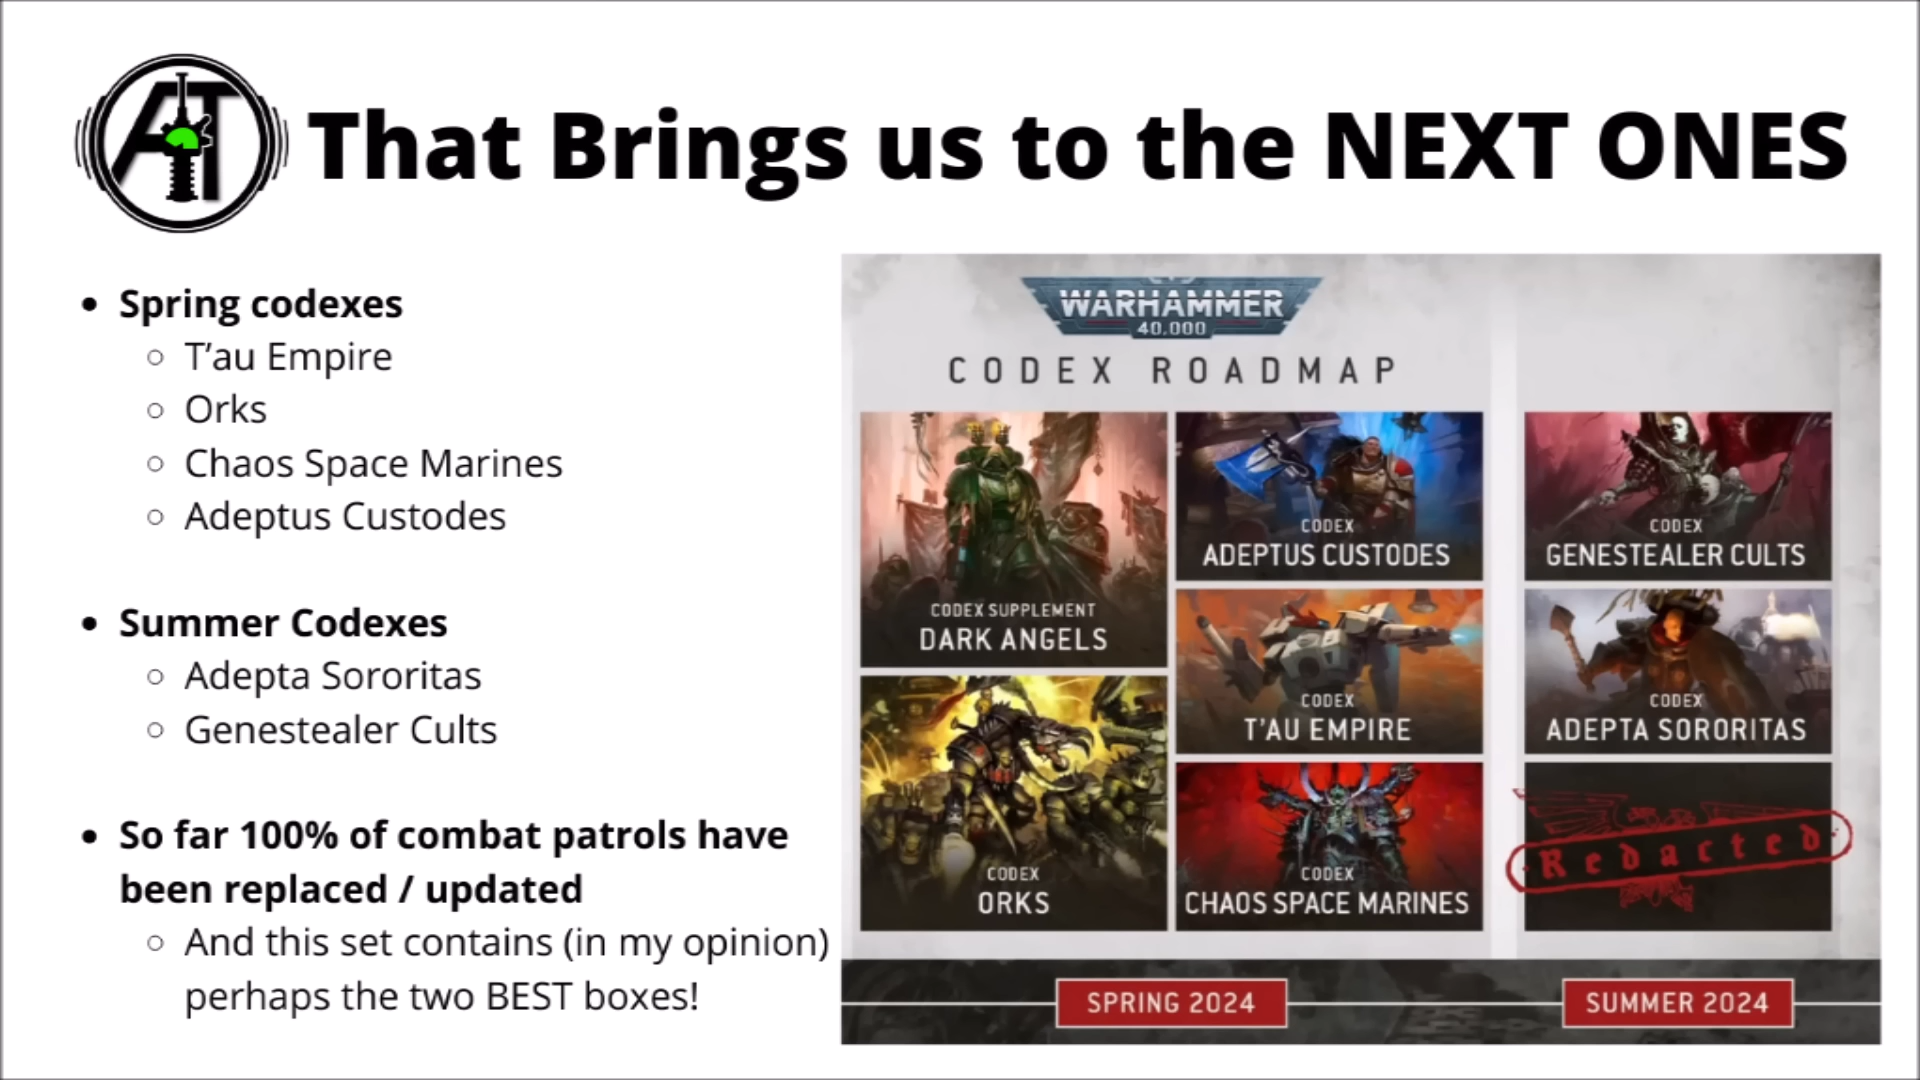 AT
That Brings us to the NEXT ONES
• Spring codexes
○ T’au Empire
○ Orks
○ Chaos Space Marines
○ Adeptus Custodes
• Summer Codexes
○ Adepta Sororitas
○ Genestealer Cults
• So far 100% of combat patrols have
been replaced / updated
○ And this set contains (in my opinion)
perhaps the two BEST boxes!
WARHAMMER
40,000
CODEX ROADMAP
CODEX SUPPLEMENT
DARK ANGELS
CODEX
ORKS
CODEX
ADEPTUS CUSTODES
CODEX
T’AU EMPIRE
CODEX
CHAOS SPACE MARINES
CODEX
GENESTEALER CULTS
CODEX
ADEPTA SORORITAS
Redacted
SPRING 2024
SUMMER 2024